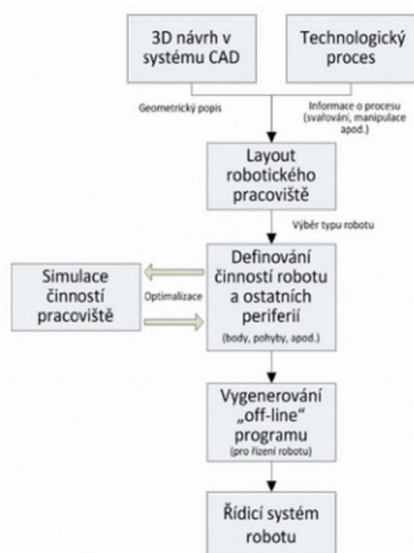 3D návrh v
systému CAD
Technologický
proces
Geometrický popis
Informace o procesu
(svařování, manipulace
apod.)
Layout
robotického
pracoviště
Výběr typu robotu
Simulace
činností
pracoviště
Optimalizace
Definování
činností robotu
a ostatních
periferií
(body, pohyby, apod.)
Vygenerování
„off-line“
programu
(pro řízení robotu)
Řídicí systém
robotu